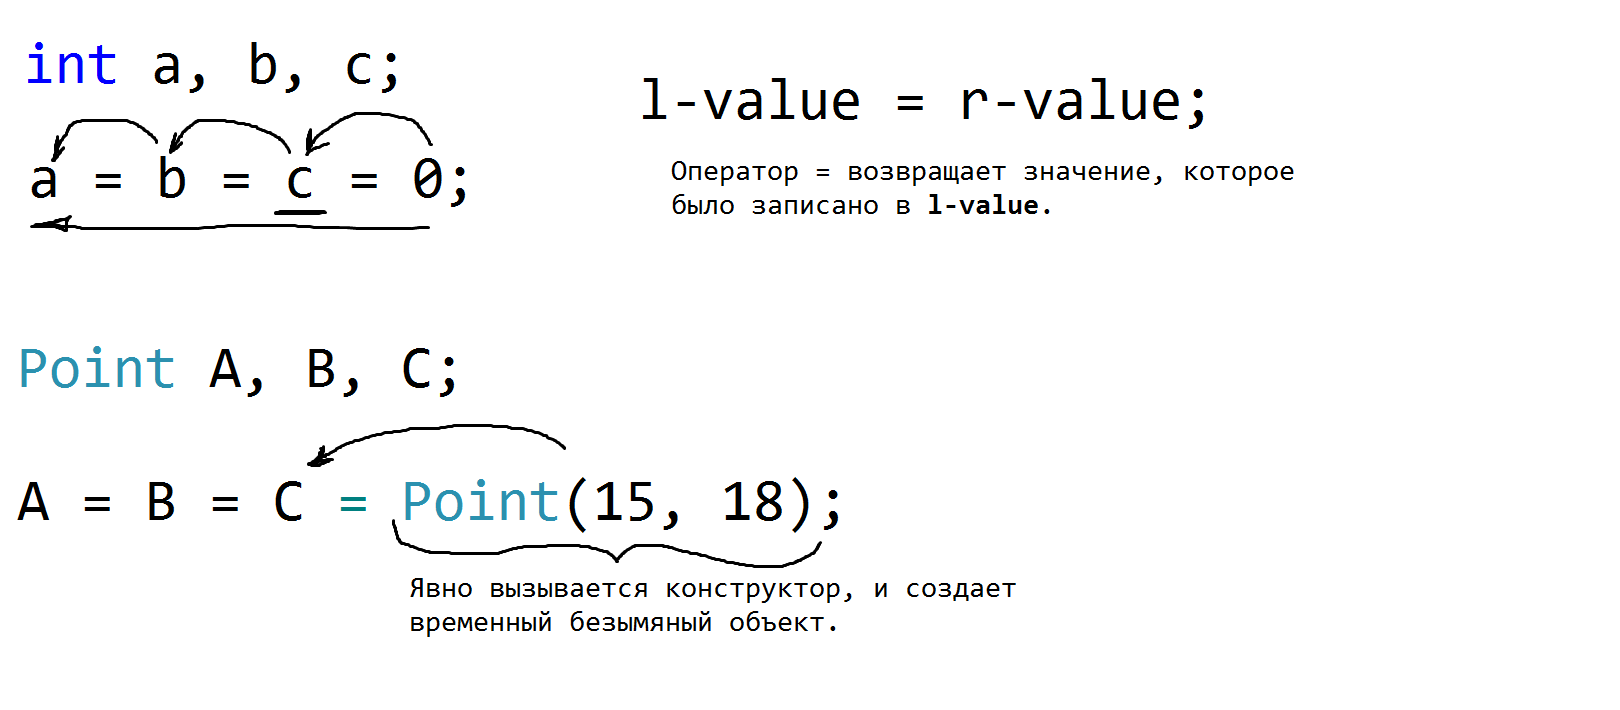 int a, b, c;
a = b = c = 0;
l-value = r-value;
Оператор = возвращает значение, которое
было записано в l-value.
Point A, B, C;
A = B = C = Point(15, 18);
Явно вызывается конструктор, и создает
временный безымяный объект.